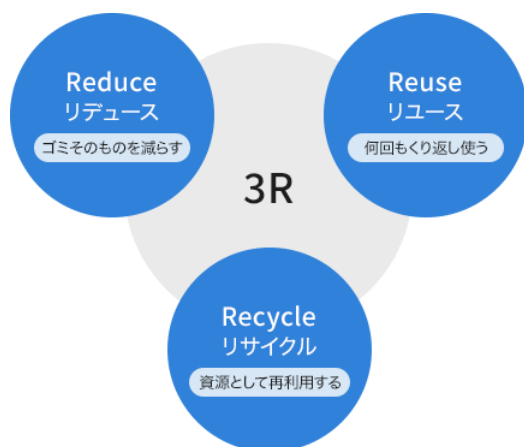 Reduce
リデュース
ゴミそのものを減らす
Reuse
リユース
何回もくり返し使う
3R
Recycle
リサイクル
資源として再利用する